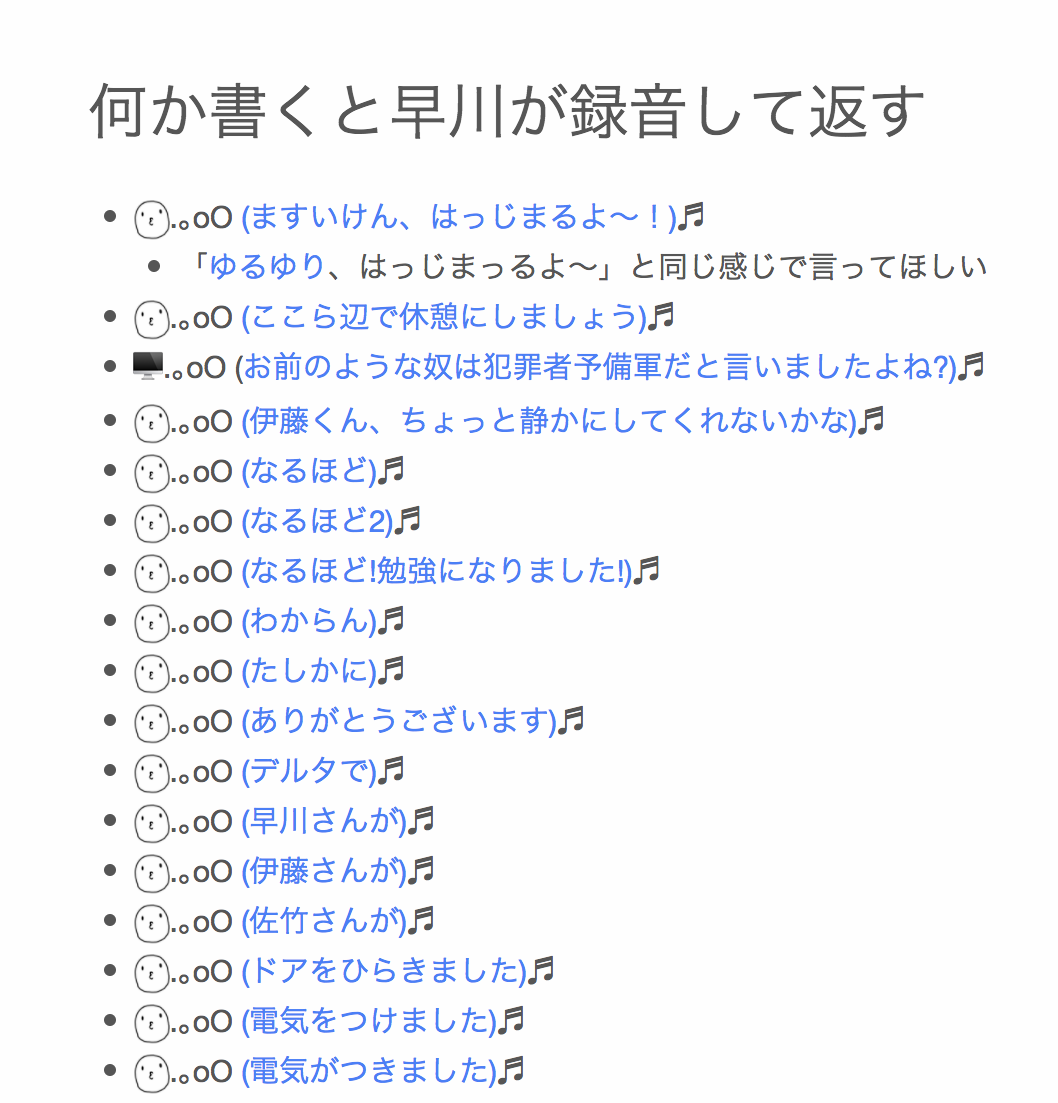 何か書くと早川が録音して返す
.｡oO (ますいけん、はっじまるよ〜！)♬
「ゆるゆり、はっじまっるよ〜」と同じ感じで言ってほしい
.｡oO (ここら辺で休憩にしましょう)♬
.｡oO (お前のような奴は犯罪者予備軍だと言いましたよね?)♬
.｡oO (伊藤くん、ちょっと静かにしてくれないかな)♬
.｡oO (なるほど)♬
.｡oO (なるほど2)♬
.｡oO (なるほど!勉強になりました!)♬
.｡oO (わからん)♬
.｡oO (たしかに)♬
.｡oO (ありがとうございます)♬
.｡oO (デルタで)♬
.｡oO (早川さんが)♬
.｡oO (伊藤さんが)♬
.｡oO (佐竹さんが)♬
.｡oO (ドアをひらきました)♬
.｡oO (電気をつけました)♬
.｡oO (電気がつきました)♬